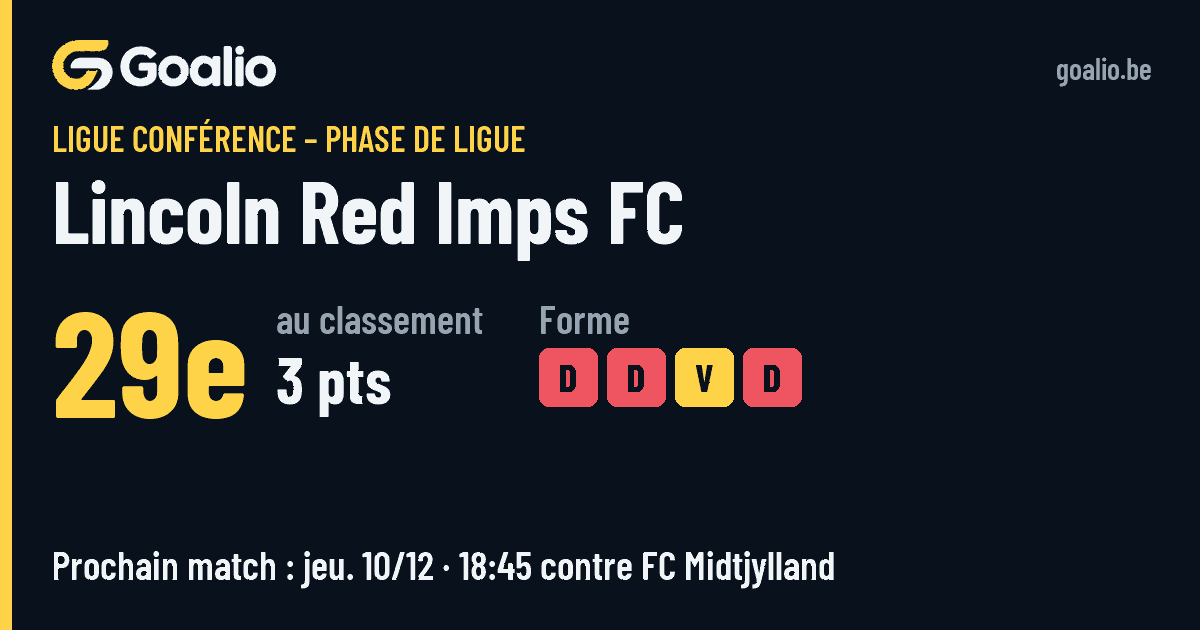 Goalio
goalio.be
LIGUE CONFÉRENCE – PHASE DE LIGUE
Lincoln Red Imps FC
29e
au classement
3 pts
Forme
D D V D
Prochain match : jeu. 10/12 · 18:45 contre FC Midtjylland